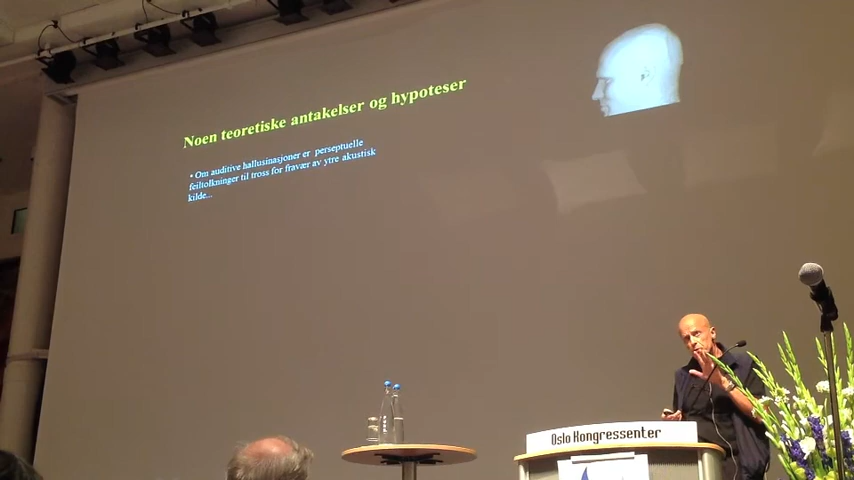 Noen teoretiske antakelser og hypoteser
• Om auditive hallusinasjoner er perseptuelle
feiltolkninger til tross for fravær av ytre akustisk
kilde...
Oslo Kongressenter